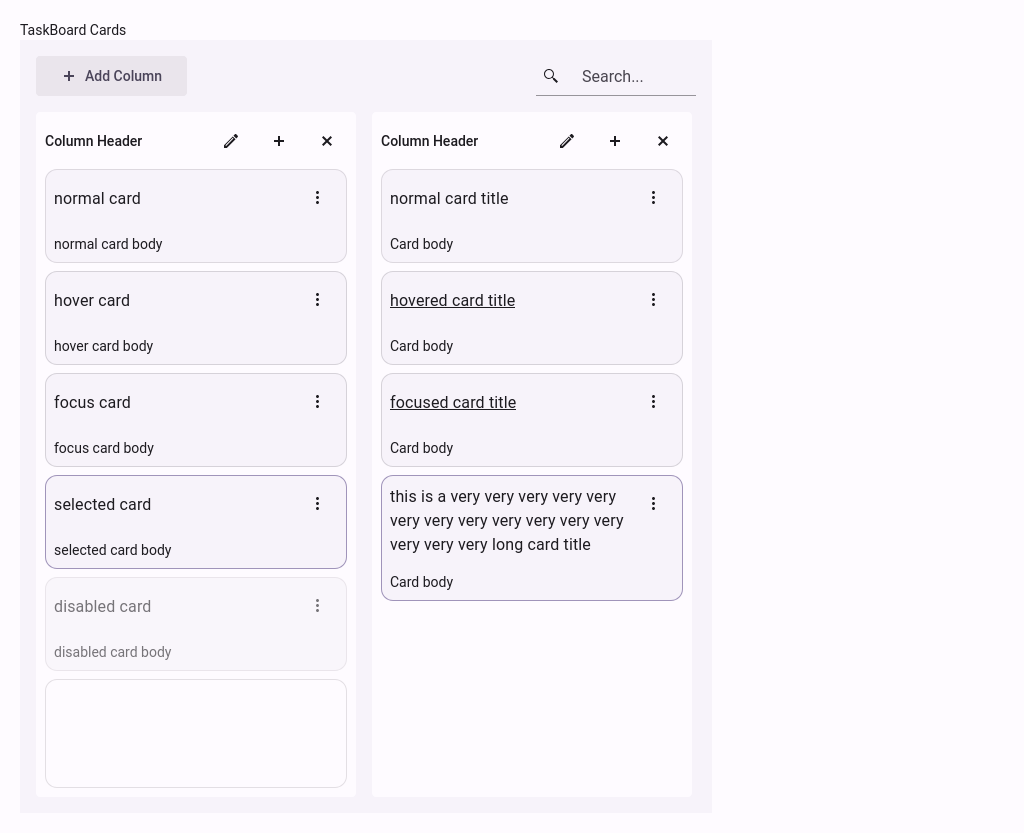 TaskBoard Cards
Add Column
Search...
Column Header
normal card
normal card body
hover card
hover card body
focus card
focus card body
selected card
selected card body
disabled card
disabled card body
Column Header
normal card title
Card body
hovered card title
Card body
focused card title
Card body
this is a very very very very very
very very very very very very very
very very very long card title
Card body